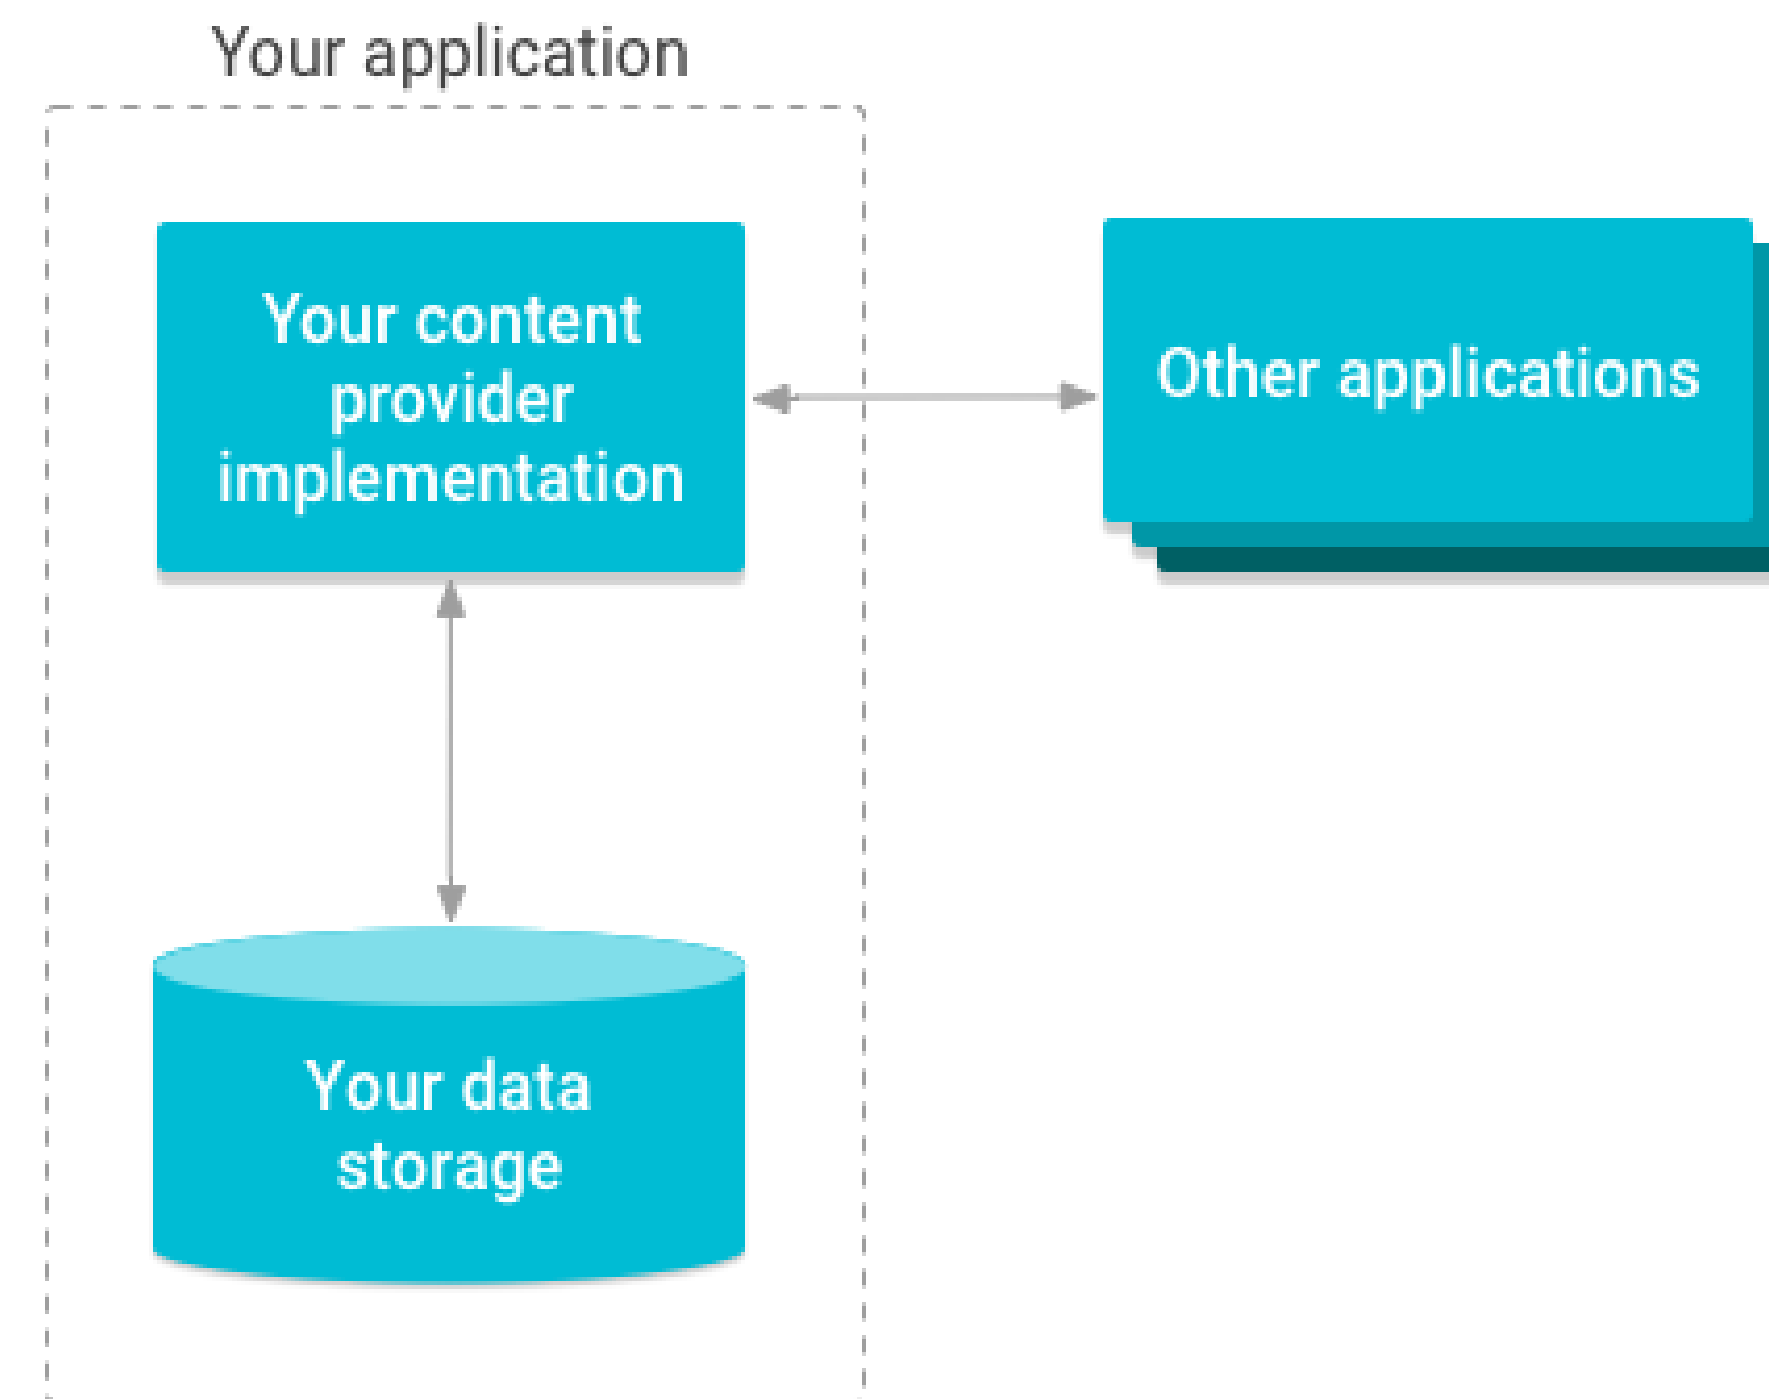 Your application
Your content
provider
implementation
Other applications
Your data
storage